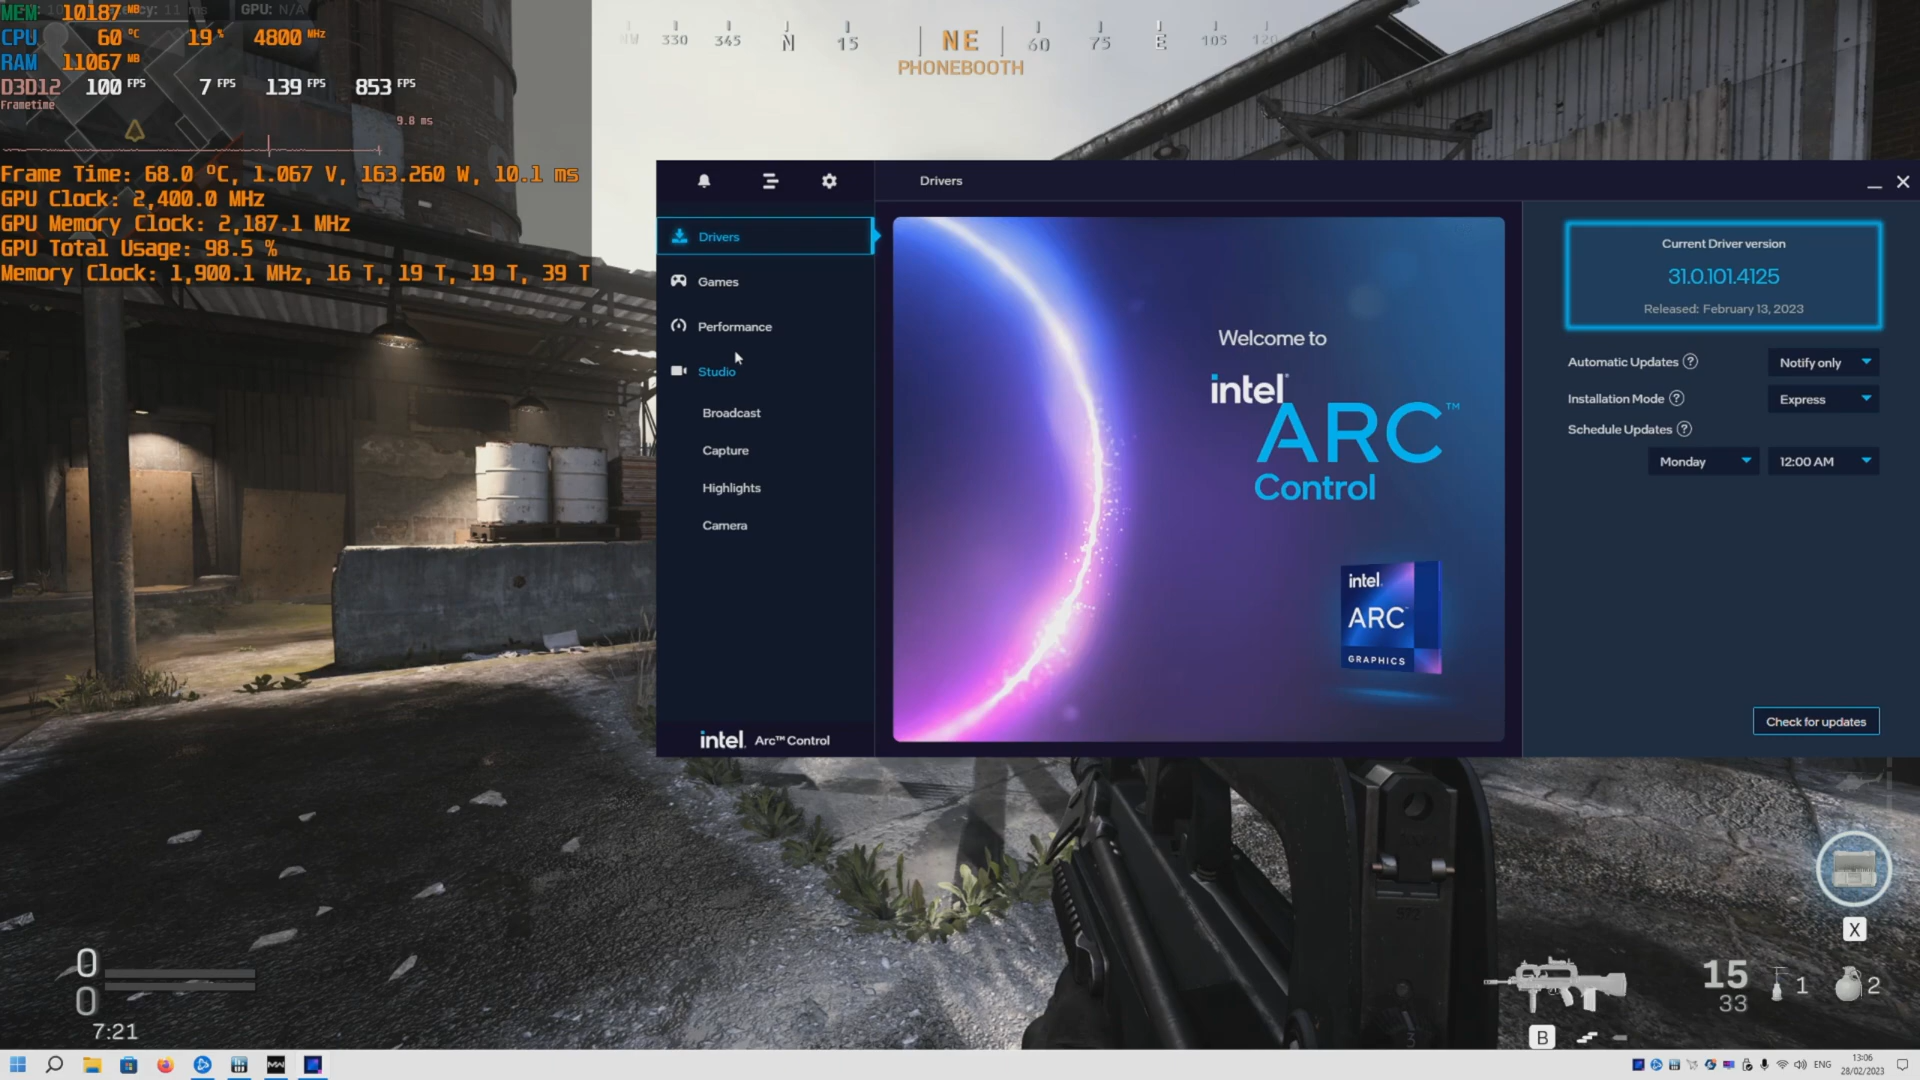 MEM 10187 MB
GPU: N/A
CPU 60 °C 19 % 4800 MHz
RAM 11067 MB
D3D12 100 FPS 7 FPS 139 FPS 853 FPS
Frametime
9.8 ms
Frame Time: 68.0 ºC, 1.067 V, 163.260 W, 10.1 ms
GPU Clock: 2,400.0 MHz
GPU Memory Clock: 2,187.1 MHz
GPU Total Usage: 98.5 %
Memory Clock: 1,900.1 MHz, 16 T, 19 T, 19 T, 39 T
NW 330 345 N 15 NE 60 75 E 105 120
PHONEBOOTH
Drivers
Drivers
Games
Performance
Studio
Broadcast
Capture
Highlights
Camera
intel. Arc™ Control
Welcome to
intel
ARC™
Control
intel.
ARC
GRAPHICS
Current Driver version
31.0.101.4125
Released: February 13, 2023
Automatic Updates ? Notify only
Installation Mode ? Express
Schedule Updates ?
Monday 12:00 AM
Check for updates
0
0
7:21
X
15
33
1
2
B
ENG
13:06
28/02/2023